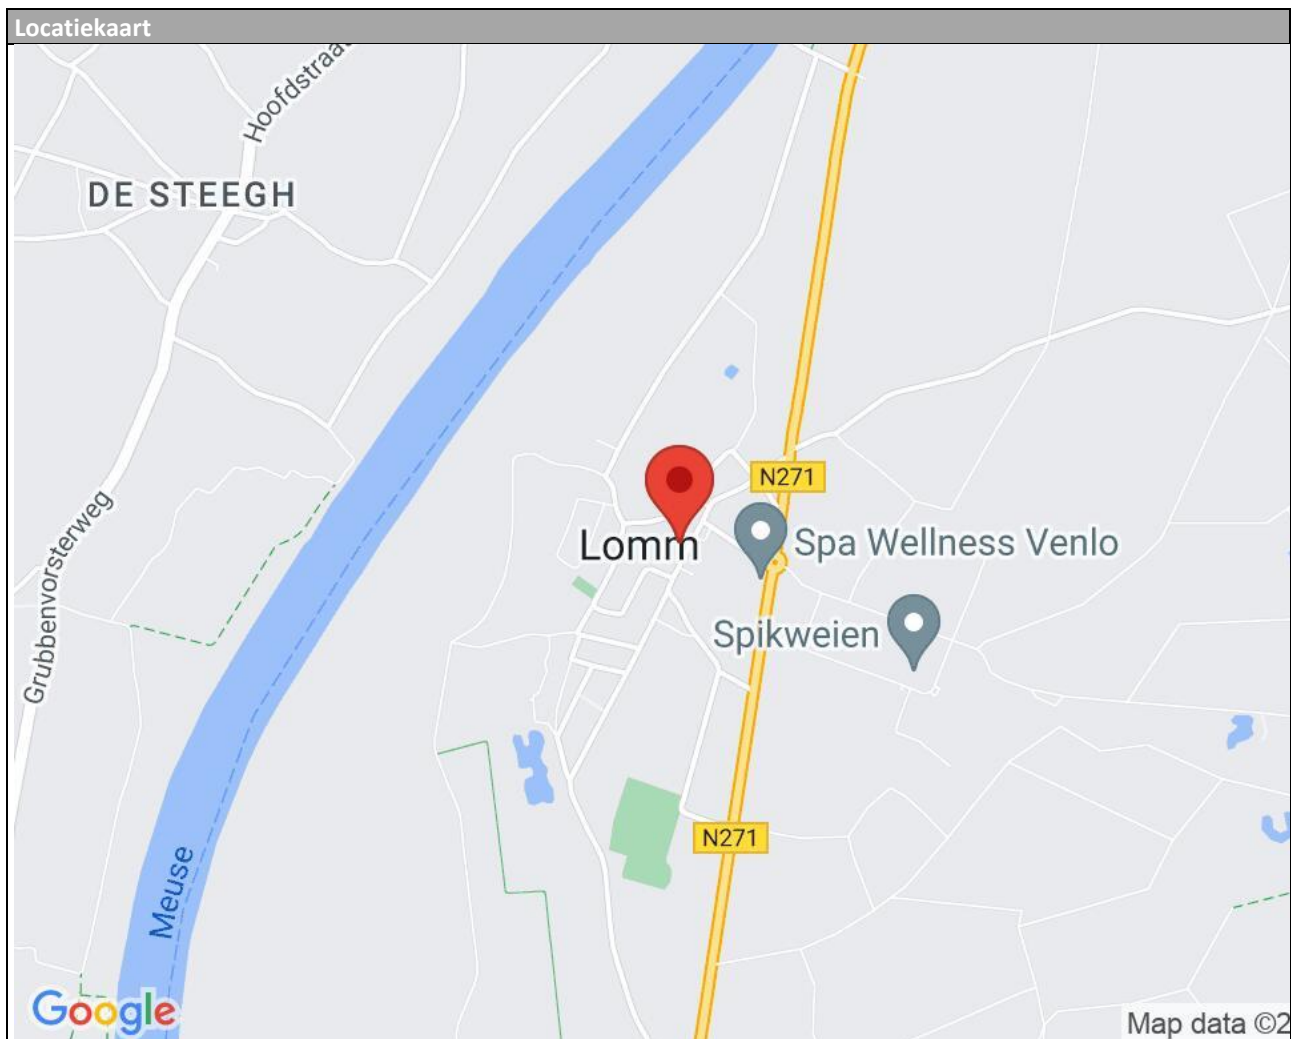 Locatiekaart
Hoofdstraat
DE STEEGH
N271
Lomm
Spa Wellness Venlo
Grubbenvorsterweg
Spikweien
N271
Meuse
Google
Map data ©2